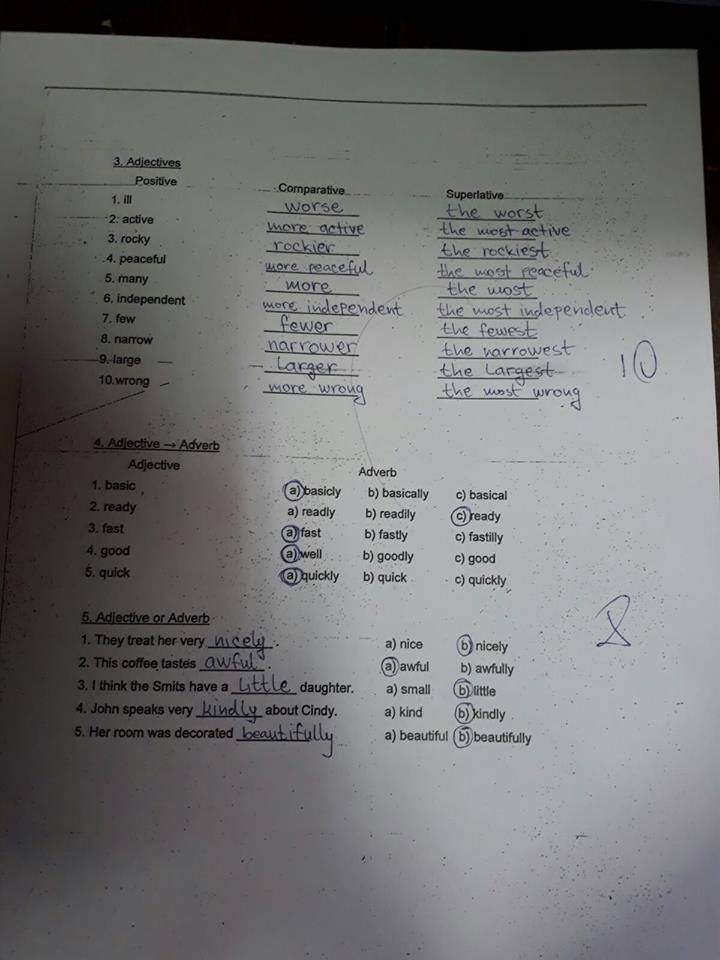 3. Adjectives
Positive Comparative Superlative
1. ill worse the worst
2. active more active the most active
3. rocky rockier the rockiest
4. peaceful more peaceful the most peaceful
5. many more the most
6. independent more independent the most independent
7. few fewer the fewest
8. narrow narrower the narrowest
9. large larger the largest
10. wrong more wrong the most wrong
10
4. Adjective → Adverb
Adjective Adverb
1. basic a) basicly b) basically c) basical
2. ready a) readly b) readily c) ready
3. fast a) fast b) fastly c) fastilly
4. good a) well b) goodly c) good
5. quick a) quickly b) quick c) quickly
5. Adjective or Adverb
8
1. They treat her very nicely. a) nice b) nicely
2. This coffee tastes awful. a) awful b) awfully
3. I think the Smits have a little daughter. a) small b) little
4. John speaks very kindly about Cindy. a) kind b) kindly
5. Her room was decorated beautifully a) beautiful b) beautifully